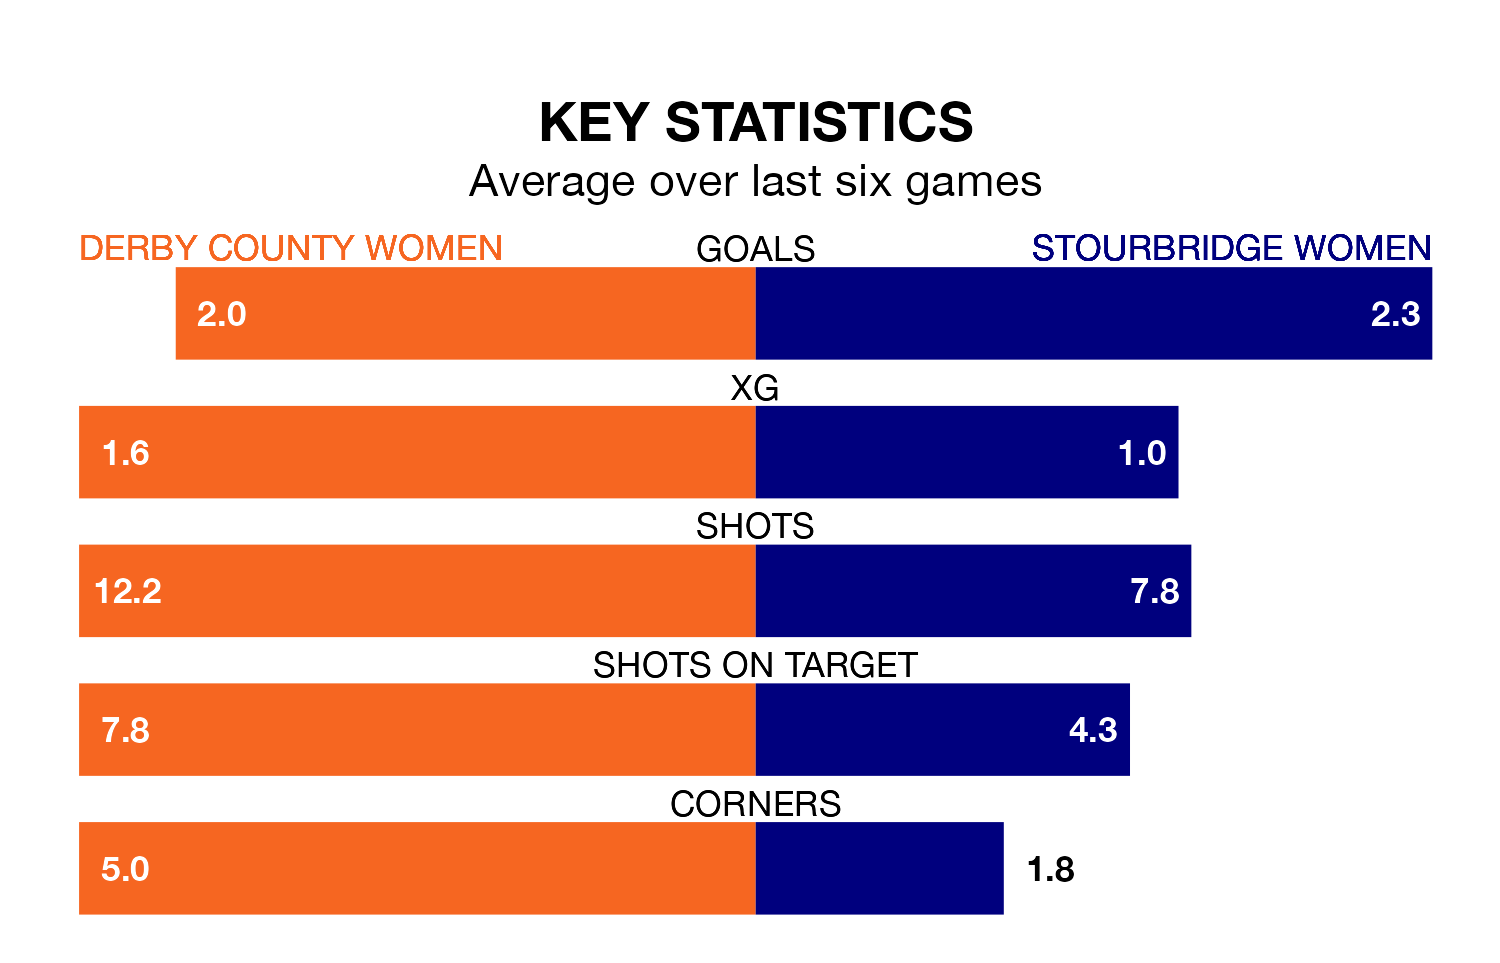 KEY STATISTICS
Average over last six games
DERBY COUNTY WOMEN GOALS STOURBRIDGE WOMEN
2.0 2.3
XG
1.6 1.0
SHOTS
12.2 7.8
SHOTS ON TARGET
7.8 4.3
CORNERS
5.0 1.8